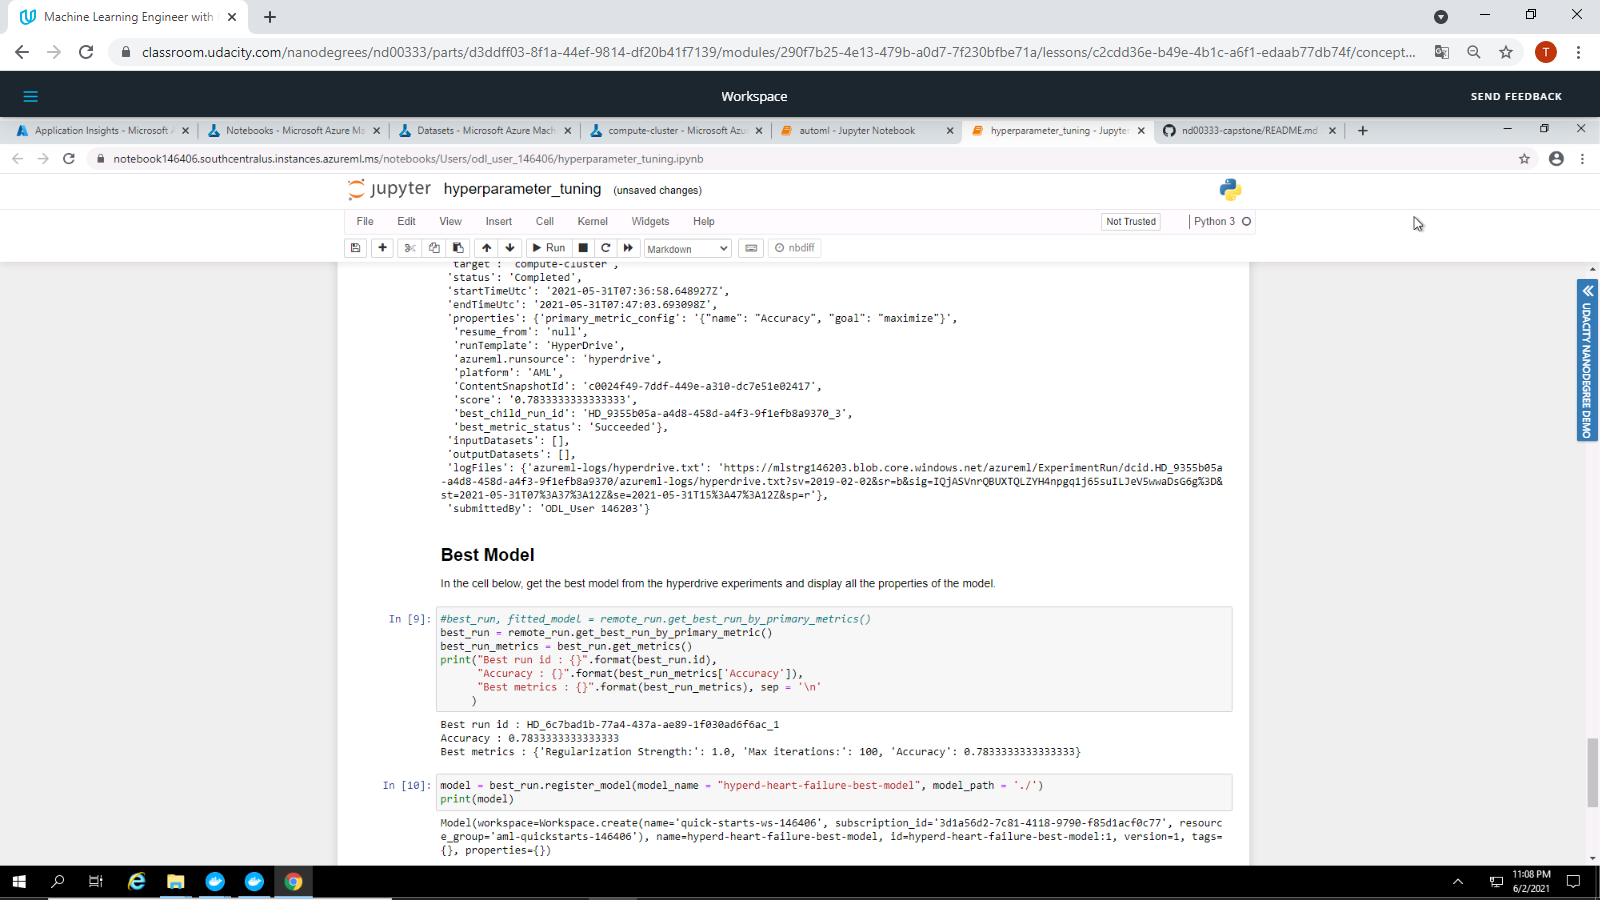 Machine Learning Engineer with
classroom.udacity.com/nanodegrees/nd00333/parts/d3ddff03-8f1a-44ef-9814-df20b41f7139/modules/290f7b25-4e13-479b-a0d7-7f230bfbe71a/lessons/c2cdd36e-b49e-4b1c-a6f1-edaab77db74f/concept...
T
Workspace
SEND FEEDBACK
Application Insights - Microsoft A
Notebooks - Microsoft Azure Ma
Datasets - Microsoft Azure Mach
compute-cluster - Microsoft Azu
automl - Jupyter Notebook
hyperparameter_tuning - Jupyter
nd00333-capstone/README.md
notebook146406.southcentralus.instances.azureml.ms/notebooks/Users/odl_user_146406/hyperparameter_tuning.ipynb
jupyter hyperparameter_tuning (unsaved changes)
File Edit View Insert Cell Kernel Widgets Help
Not Trusted
Python 3
Run
Markdown
nbdiff
'target': 'compute-cluster',
'status': 'Completed',
'startTimeUtc': '2021-05-31T07:36:58.648927Z',
'endTimeUtc': '2021-05-31T07:47:03.693098Z',
'properties': {'primary_metric_config': '{"name": "Accuracy", "goal": "maximize"}',
'resume_from': 'null',
'runTemplate': 'HyperDrive',
'azureml.runsource': 'hyperdrive',
'platform': 'AML',
'ContentSnapshotId': 'c0024f49-7ddf-449e-a310-dc7e51e02417',
'score': '0.7833333333333333',
'best_child_run_id': 'HD_9355b05a-a4d8-458d-a4f3-9f1efb8a9370_3',
'best_metric_status': 'Succeeded'},
'inputDatasets': [],
'outputDatasets': [],
'logFiles': {'azureml-logs/hyperdrive.txt': 'https://mlstrg146203.blob.core.windows.net/azureml/ExperimentRun/dcid.HD_9355b05a
-a4d8-458d-a4f3-9f1efb8a9370/azureml-logs/hyperdrive.txt?sv=2019-02-02&sr=b&sig=IQjASVnrQBUXTQLZYH4npgq1j65suILJeV5wwaDsG6g%3D&
st=2021-05-31T07%3A37%3A12Z&se=2021-05-31T15%3A47%3A12Z&sp=r'},
'submittedBy': 'ODL_User 146203'}
Best Model
In the cell below, get the best model from the hyperdrive experiments and display all the properties of the model.
In [9]:
#best_run, fitted_model = remote_run.get_best_run_by_primary_metrics()
best_run = remote_run.get_best_run_by_primary_metric()
best_run_metrics = best_run.get_metrics()
print("Best run id : {}".format(best_run.id),
"Accuracy : {}".format(best_run_metrics['Accuracy']),
"Best metrics : {}".format(best_run_metrics), sep = '\n'
)
Best run id : HD_6c7bad1b-77a4-437a-ae89-1f030ad6f6ac_1
Accuracy : 0.7833333333333333
Best metrics : {'Regularization Strength:': 1.0, 'Max iterations:': 100, 'Accuracy': 0.7833333333333333}
In [10]:
model = best_run.register_model(model_name = "hyperd-heart-failure-best-model", model_path = './')
print(model)
Model(workspace=Workspace.create(name='quick-starts-ws-146406', subscription_id='3d1a56d2-7c81-4118-9790-f85d1acf0c77', resourc
e_group='aml-quickstarts-146406'), name=hyperd-heart-failure-best-model, id=hyperd-heart-failure-best-model:1, version=1, tags=
{}, properties={})
UDACITY NANODEGREE DEMO
11:08 PM
6/2/2021